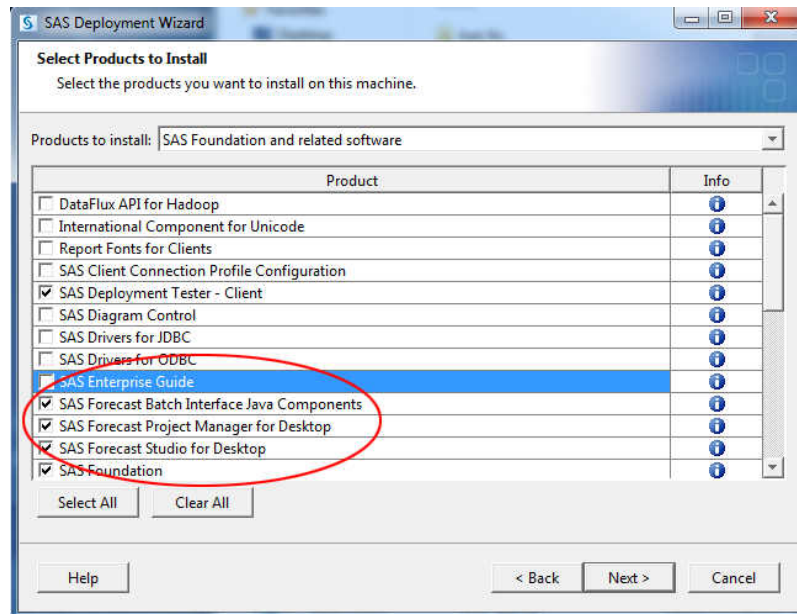 SAS Deployment Wizard
Select Products to Install
Select the products you want to install on this machine.
Products to install: SAS Foundation and related software
Product Info
DataFlux API for Hadoop
International Component for Unicode
Report Fonts for Clients
SAS Client Connection Profile Configuration
SAS Deployment Tester - Client
SAS Diagram Control
SAS Drivers for JDBC
SAS Drivers for ODBC
SAS Enterprise Guide
SAS Forecast Batch Interface Java Components
SAS Forecast Project Manager for Desktop
SAS Forecast Studio for Desktop
SAS Foundation
Select All Clear All
Help < Back Next > Cancel